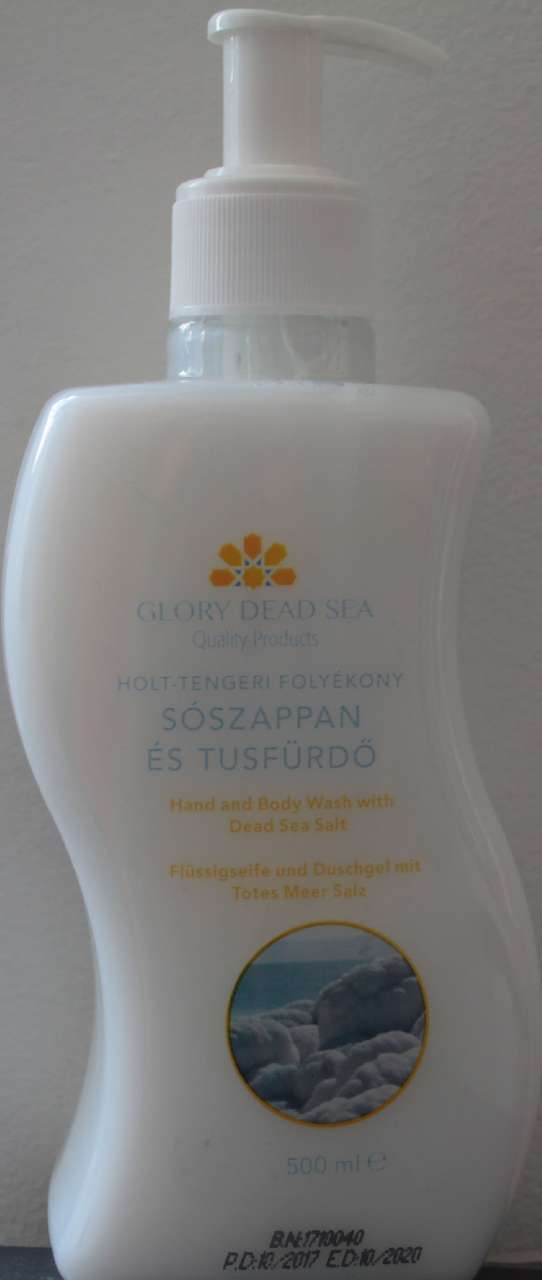 GLORY DEAD SEA
Quality Products
HOLT-TENGERI FOLYÉKONY
SÓSZAPPAN
ÉS TUSFÜRDŐ
Hand and Body Wash with
Dead Sea Salt
Flüssigseife und Duschgel mit
Totes Meer Salz
500 ml ℮
B.N:1710040
P.D:10/2017 E.D:10/2020